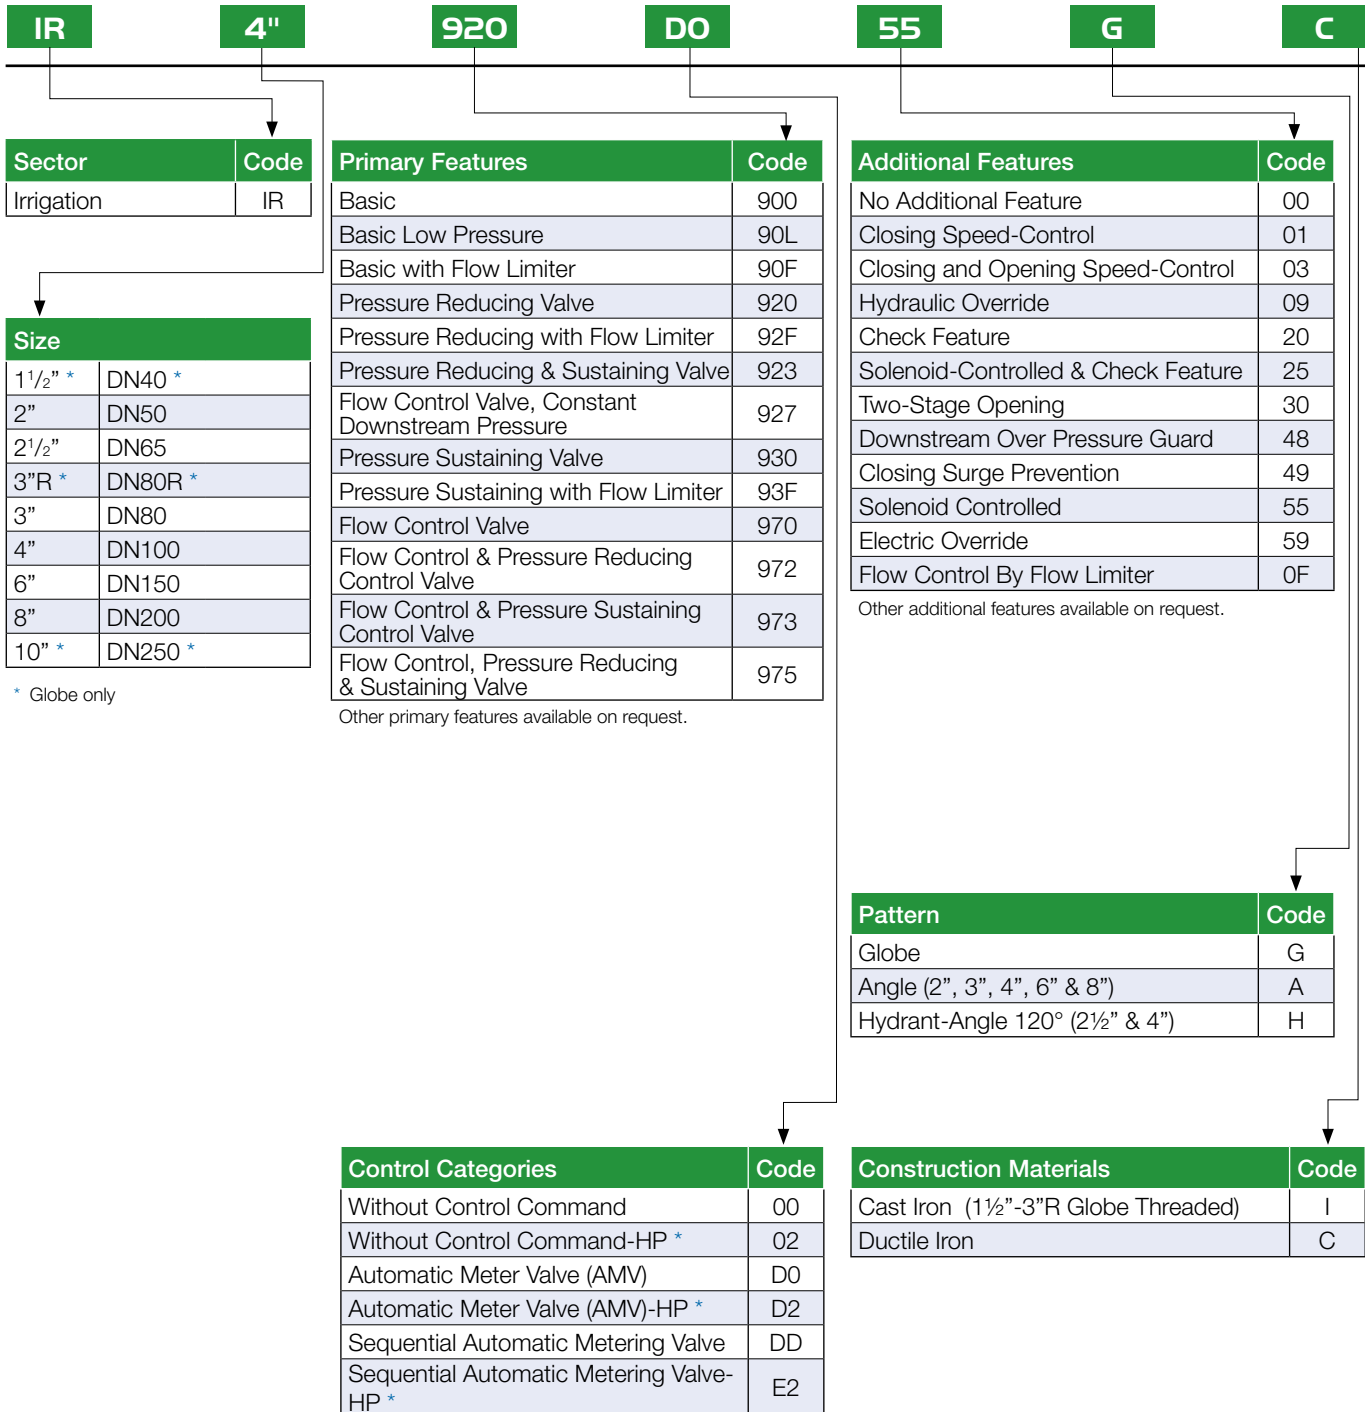 IR 4" 920 D0 55 G C
Sector Code
Irrigation IR
Size
1 1/2” * DN40 *
2” DN50
2 1/2” DN65
3”R * DN80R *
3” DN80
4” DN100
6” DN150
8” DN200
10” * DN250 *
* Globe only
Primary Features Code
Basic 900
Basic Low Pressure 90L
Basic with Flow Limiter 90F
Pressure Reducing Valve 920
Pressure Reducing with Flow Limiter 92F
Pressure Reducing & Sustaining Valve 923
Flow Control Valve, Constant
Downstream Pressure 927
Pressure Sustaining Valve 930
Pressure Sustaining with Flow Limiter 93F
Flow Control Valve 970
Flow Control & Pressure Reducing
Control Valve 972
Flow Control & Pressure Sustaining
Control Valve 973
Flow Control, Pressure Reducing
& Sustaining Valve 975
Other primary features available on request.
Additional Features Code
No Additional Feature 00
Closing Speed-Control 01
Closing and Opening Speed-Control 03
Hydraulic Override 09
Check Feature 20
Solenoid-Controlled & Check Feature 25
Two-Stage Opening 30
Downstream Over Pressure Guard 48
Closing Surge Prevention 49
Solenoid Controlled 55
Electric Override 59
Flow Control By Flow Limiter 0F
Other additional features available on request.
Pattern Code
Globe G
Angle (2”, 3”, 4”, 6” & 8”) A
Hydrant-Angle 120° (2½” & 4”) H
Control Categories Code
Without Control Command 00
Without Control Command-HP * 02
Automatic Meter Valve (AMV) D0
Automatic Meter Valve (AMV)-HP * D2
Sequential Automatic Metering Valve DD
Sequential Automatic Metering Valve-
HP * E2
Construction Materials Code
Cast Iron (1½”-3”R Globe Threaded) I
Ductile Iron C